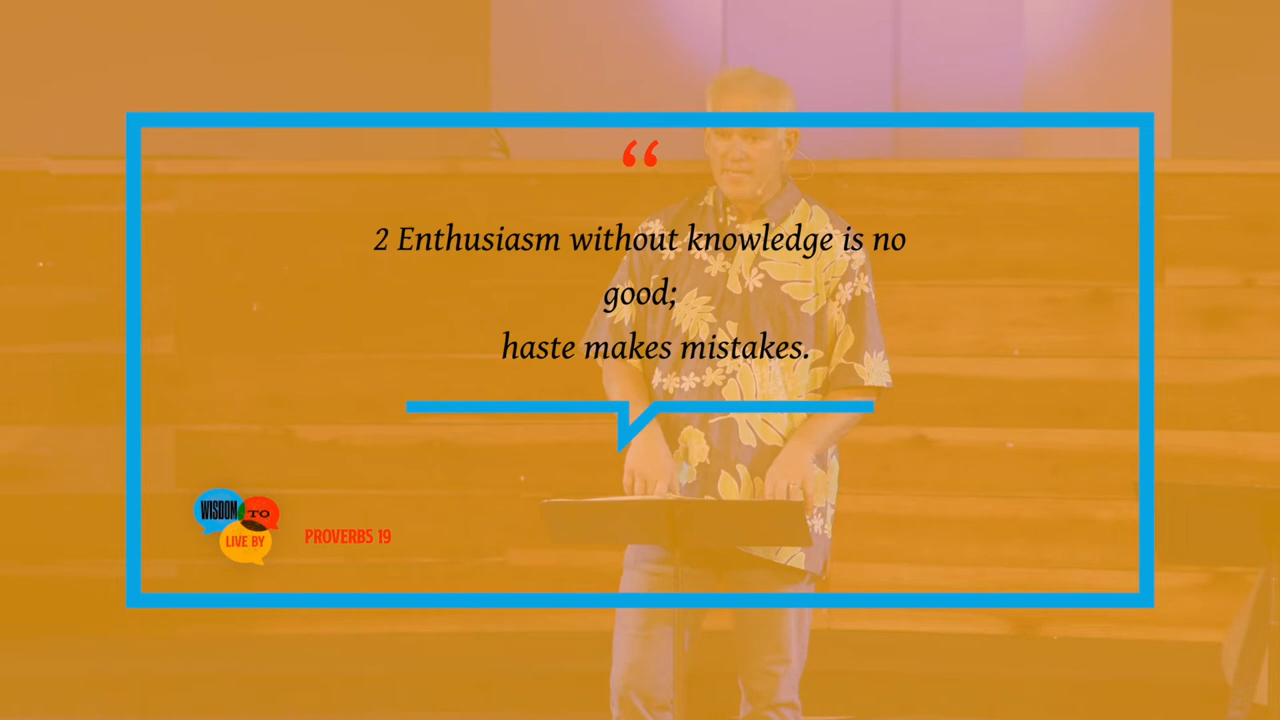 “
2 Enthusiasm without knowledge is no
good;
haste makes mistakes.
WISDOM TO
LIVE BY
PROVERBS 19